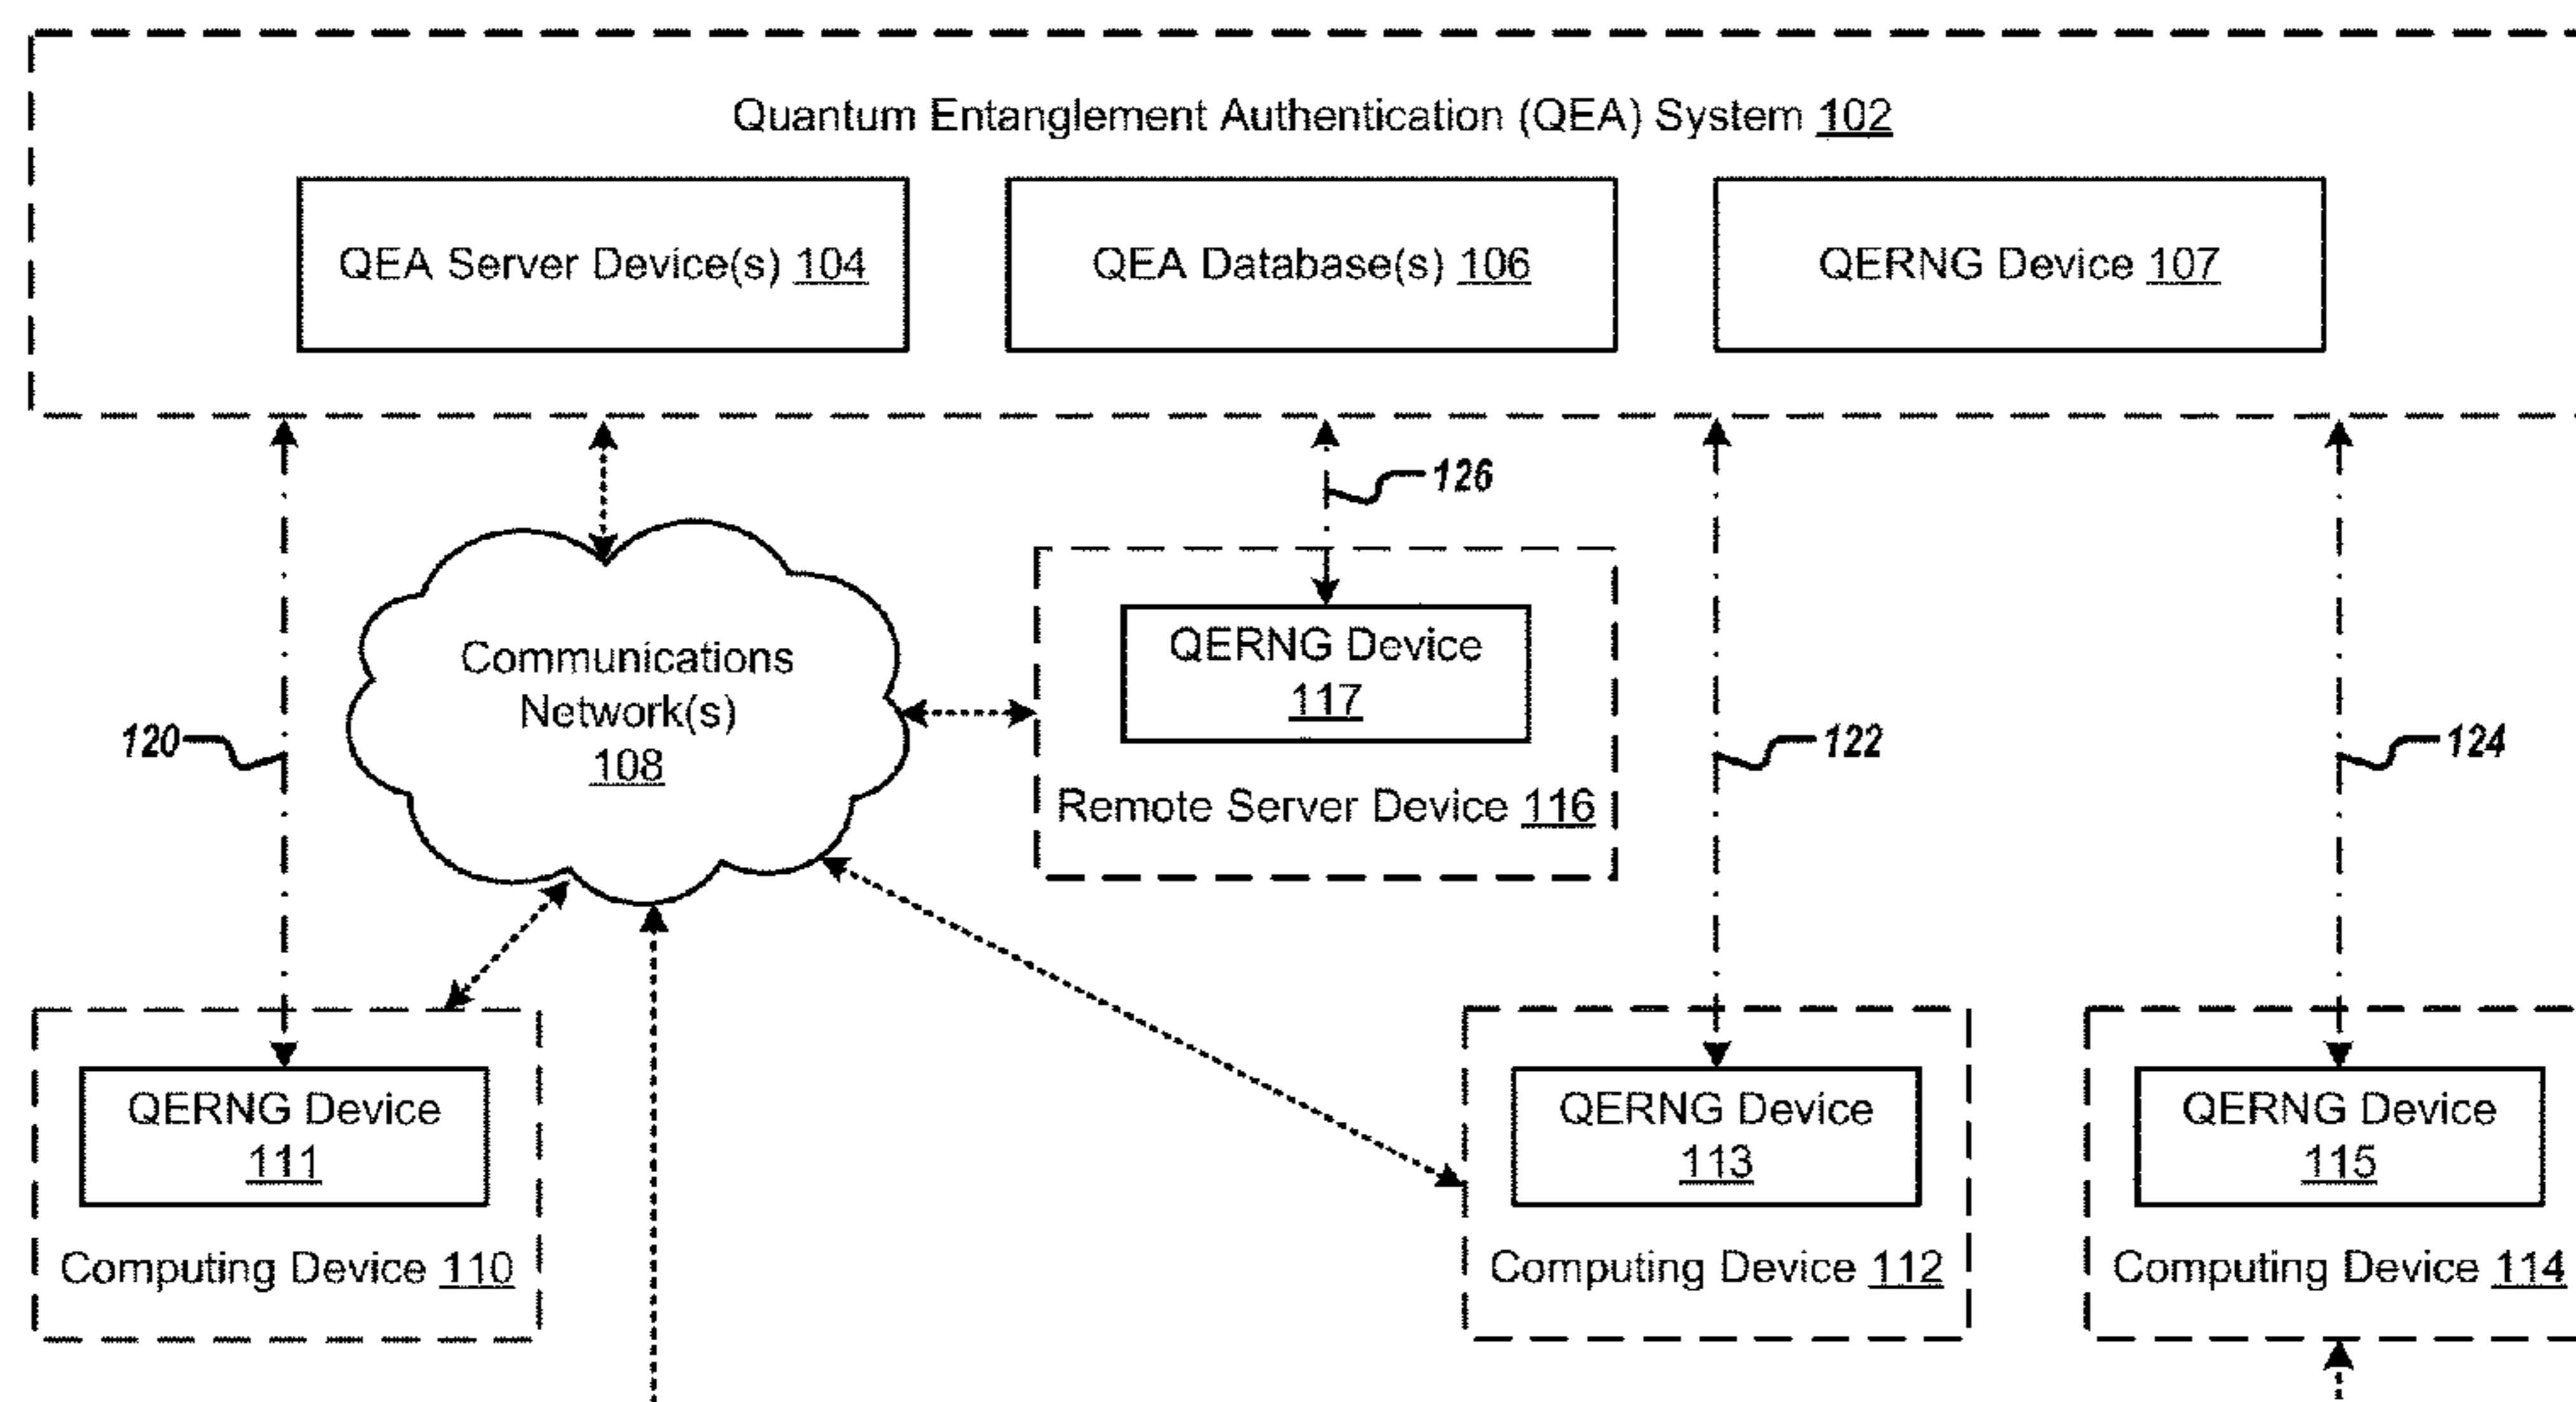 Quantum Entanglement Authentication (QEA) System 102
QEA Server Device(s) 104
QEA Database(s) 106
QERNG Device 107
126
Communications
Network(s)
108
QERNG Device
117
Remote Server Device 116
120
122
124
QERNG Device
111
Computing Device 110
QERNG Device
113
Computing Device 112
QERNG Device
115
Computing Device 114